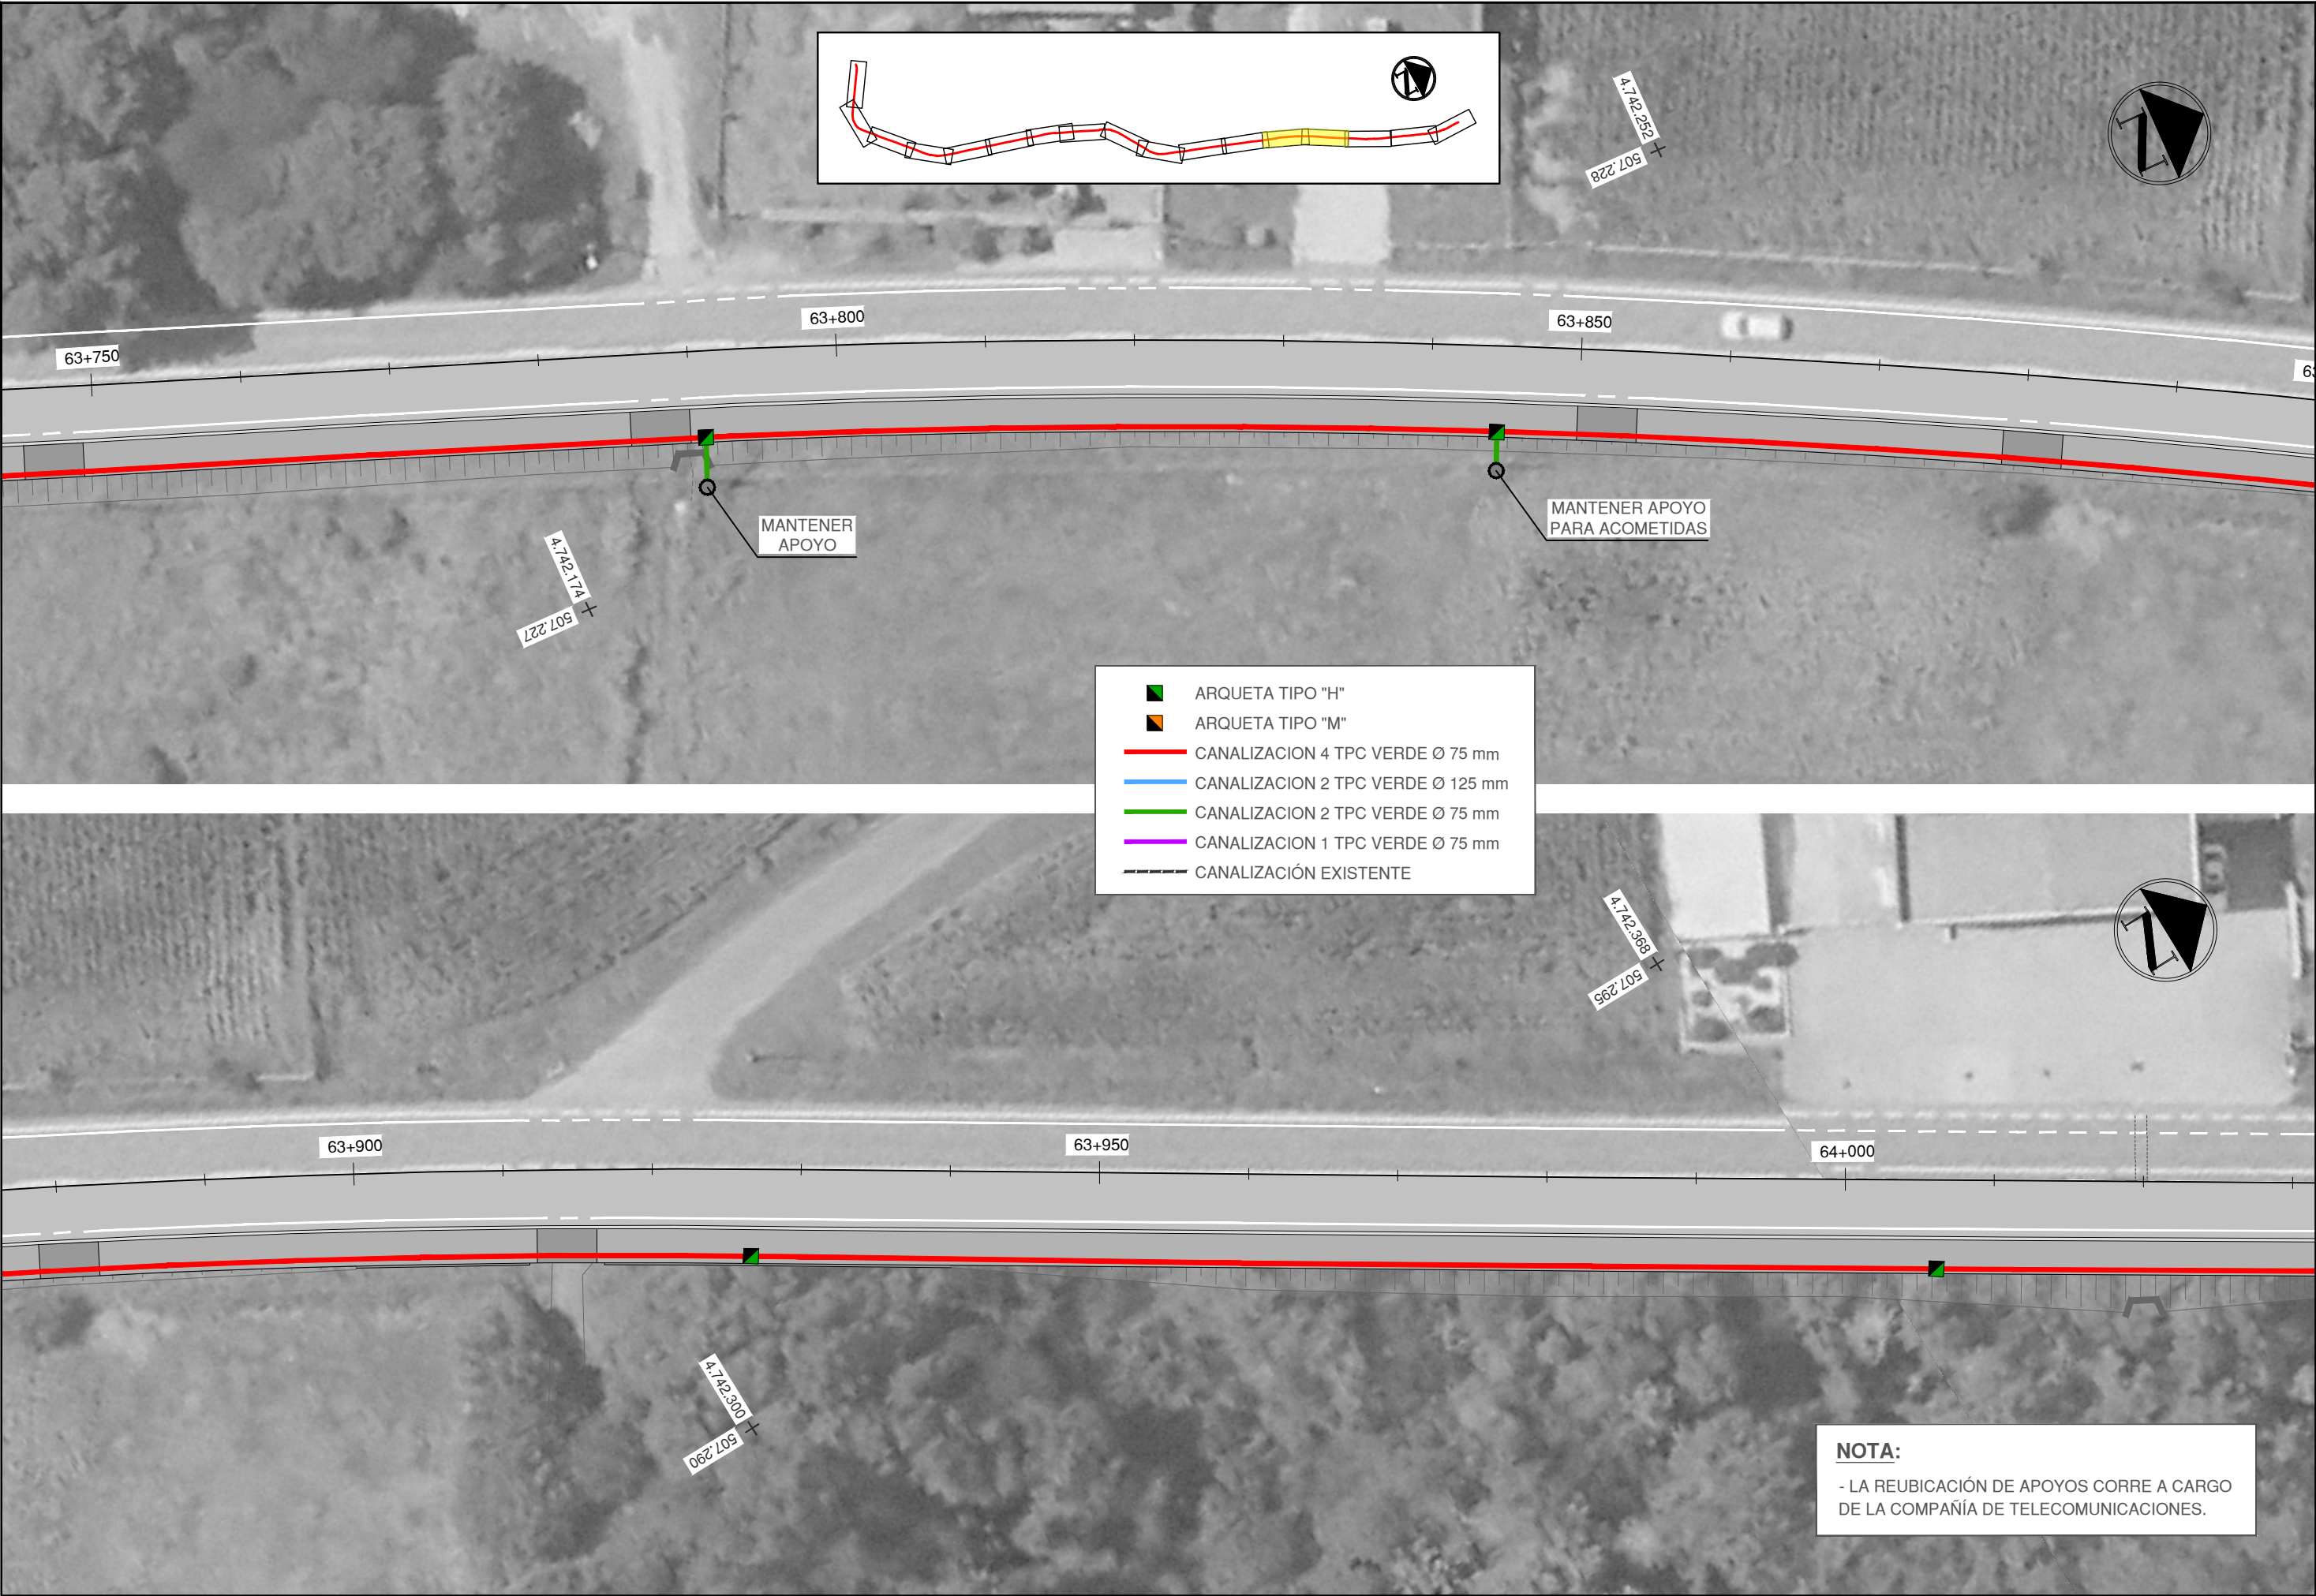 4.742.252
507.228
63+800
63+850
63+750
MANTENER
APOYO
MANTENER APOYO
PARA ACOMETIDAS
4.742.174
507.227
ARQUETA TIPO "H"
ARQUETA TIPO "M"
CANALIZACION 4 TPC VERDE Ø 75 mm
CANALIZACION 2 TPC VERDE Ø 125 mm
CANALIZACION 2 TPC VERDE Ø 75 mm
CANALIZACION 1 TPC VERDE Ø 75 mm
CANALIZACIÓN EXISTENTE
4.742.368
507.295
63+900
63+950
64+000
4.742.300
507.290
NOTA:
- LA REUBICACIÓN DE APOYOS CORRE A CARGO
DE LA COMPAÑÍA DE TELECOMUNICACIONES.